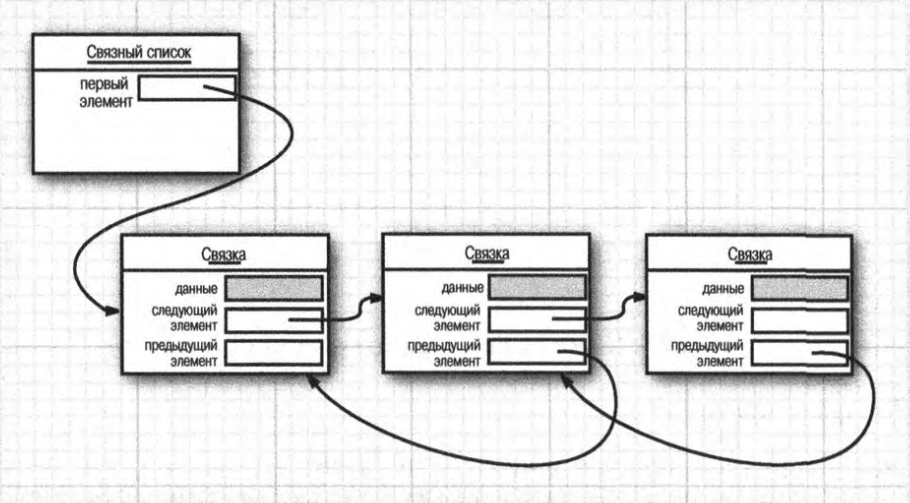 Связный список
первый
элемент
Связка
данные
следующий
элемент
предыдущий
элемент
Связка
данные
следующий
элемент
предыдущий
элемент
Связка
данные
следующий
элемент
предыдущий
элемент